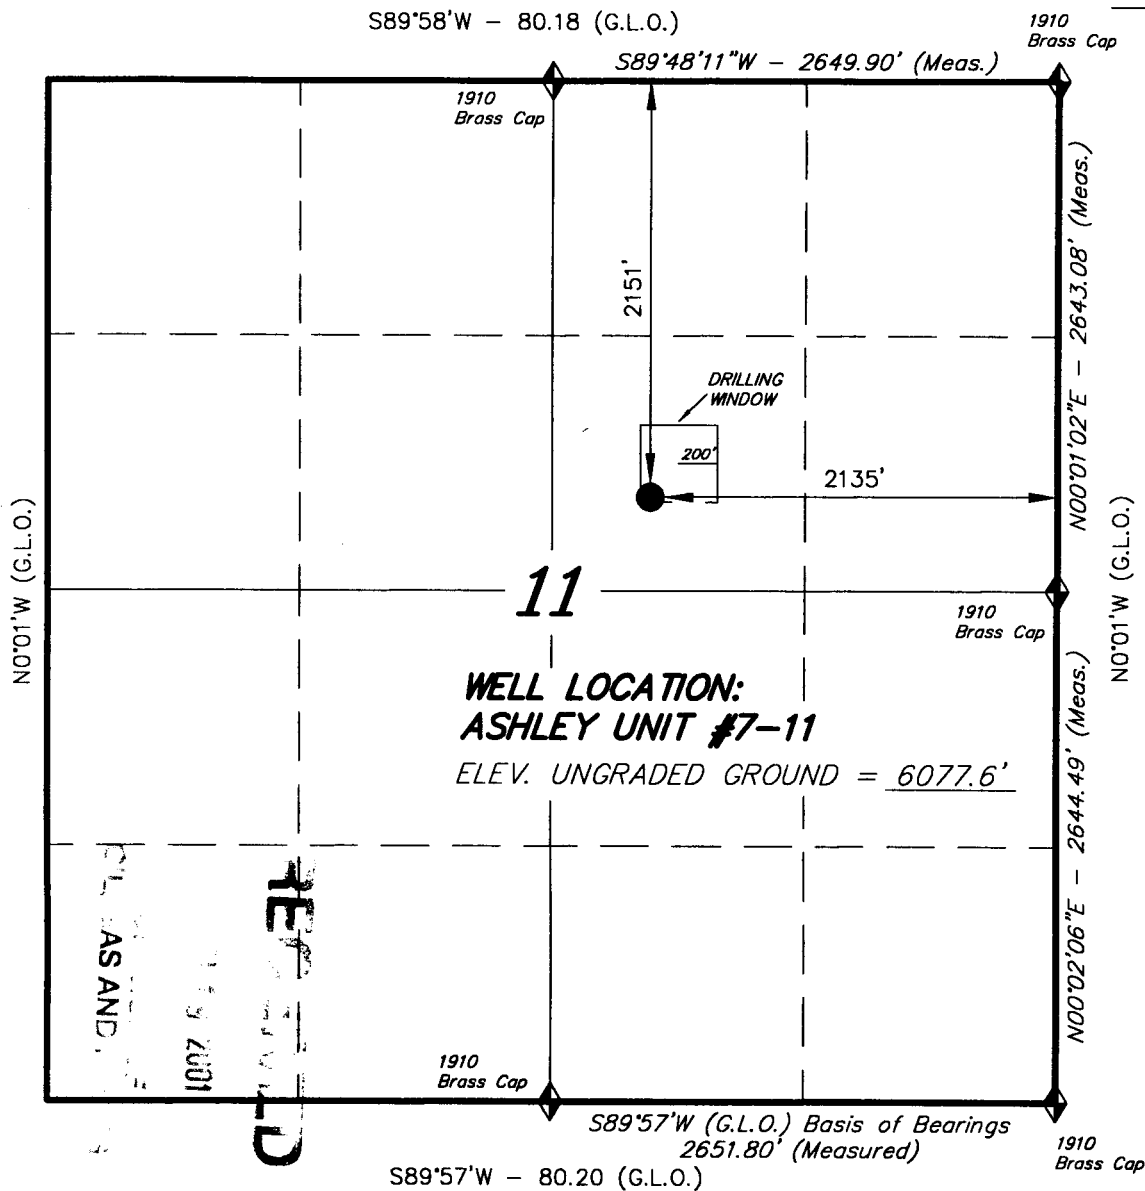 S89°58'W – 80.18 (G.L.O.)
1910
Brass Cap
S89°48'11"W – 2649.90' (Meas.)
1910
Brass Cap
N00°01'02"E – 2643.08' (Meas.)
2151'
DRILLING
WINDOW
200'
2135'
N0°01'W (G.L.O.)
N0°01'W (G.L.O.)
11
1910
Brass Cap
WELL LOCATION:
ASHLEY UNIT #7–11
ELEV. UNGRADED GROUND = 6077.6'
N00°02'06"E – 2644.49' (Meas.)
AS AND
2001
1910
Brass Cap
S89°57'W (G.L.O.) Basis of Bearings
2651.80' (Measured)
1910
Brass Cap
S89°57'W – 80.20 (G.L.O.)